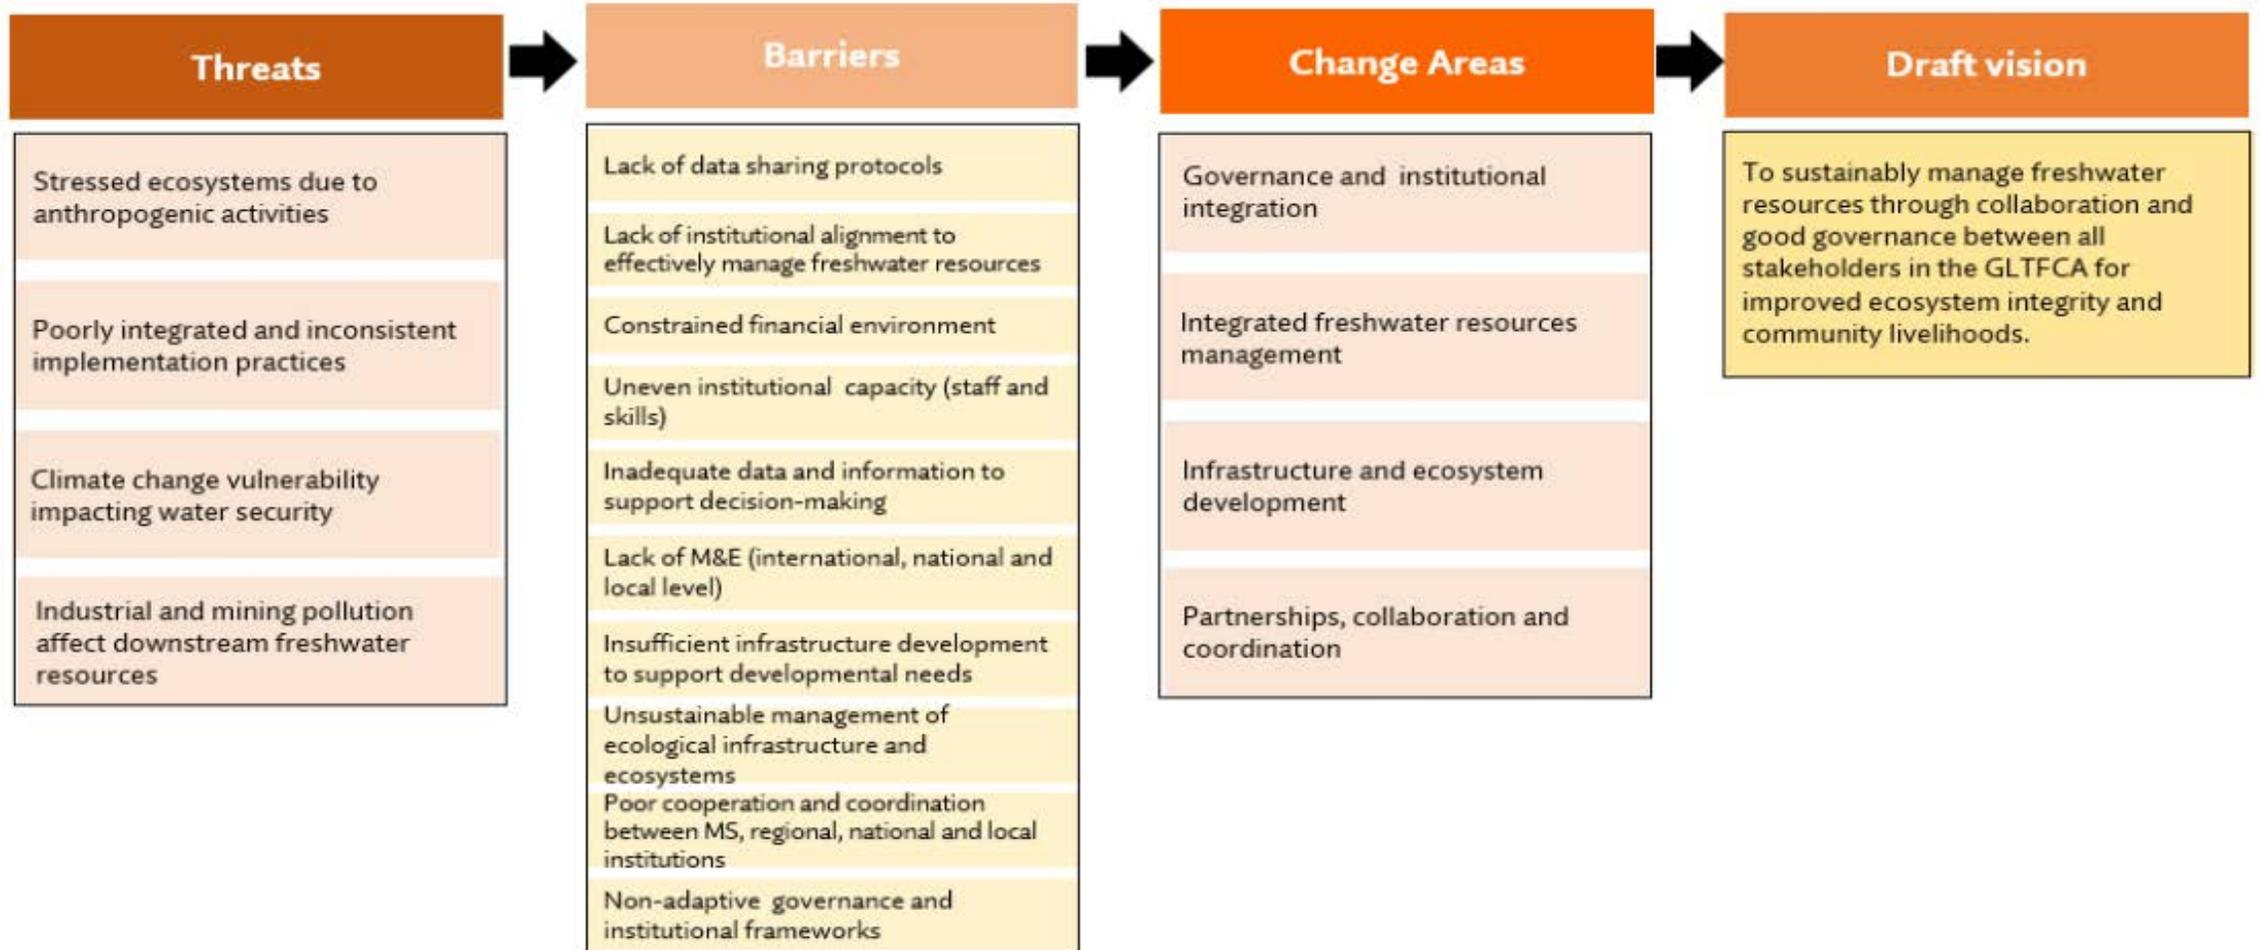 Threats
Stressed ecosystems due to
anthropogenic activities
Poorly integrated and inconsistent
implementation practices
Climate change vulnerability
impacting water security
Industrial and mining pollution
affect downstream freshwater
resources
Barriers
Lack of data sharing protocols
Lack of institutional alignment to
effectively manage freshwater resources
Constrained financial environment
Uneven institutional capacity (staff and
skills)
Inadequate data and information to
support decision-making
Lack of M&E (international, national and
local level)
Insufficient infrastructure development
to support developmental needs
Unsustainable management of
ecological infrastructure and
ecosystems
Poor cooperation and coordination
between MS, regional, national and local
institutions
Non-adaptive governance and
institutional frameworks
Change Areas
Governance and institutional
integration
Integrated freshwater resources
management
Infrastructure and ecosystem
development
Partnerships, collaboration and
coordination
Draft vision
To sustainably manage freshwater
resources through collaboration and
good governance between all
stakeholders in the GLTFCA for
improved ecosystem integrity and
community livelihoods.